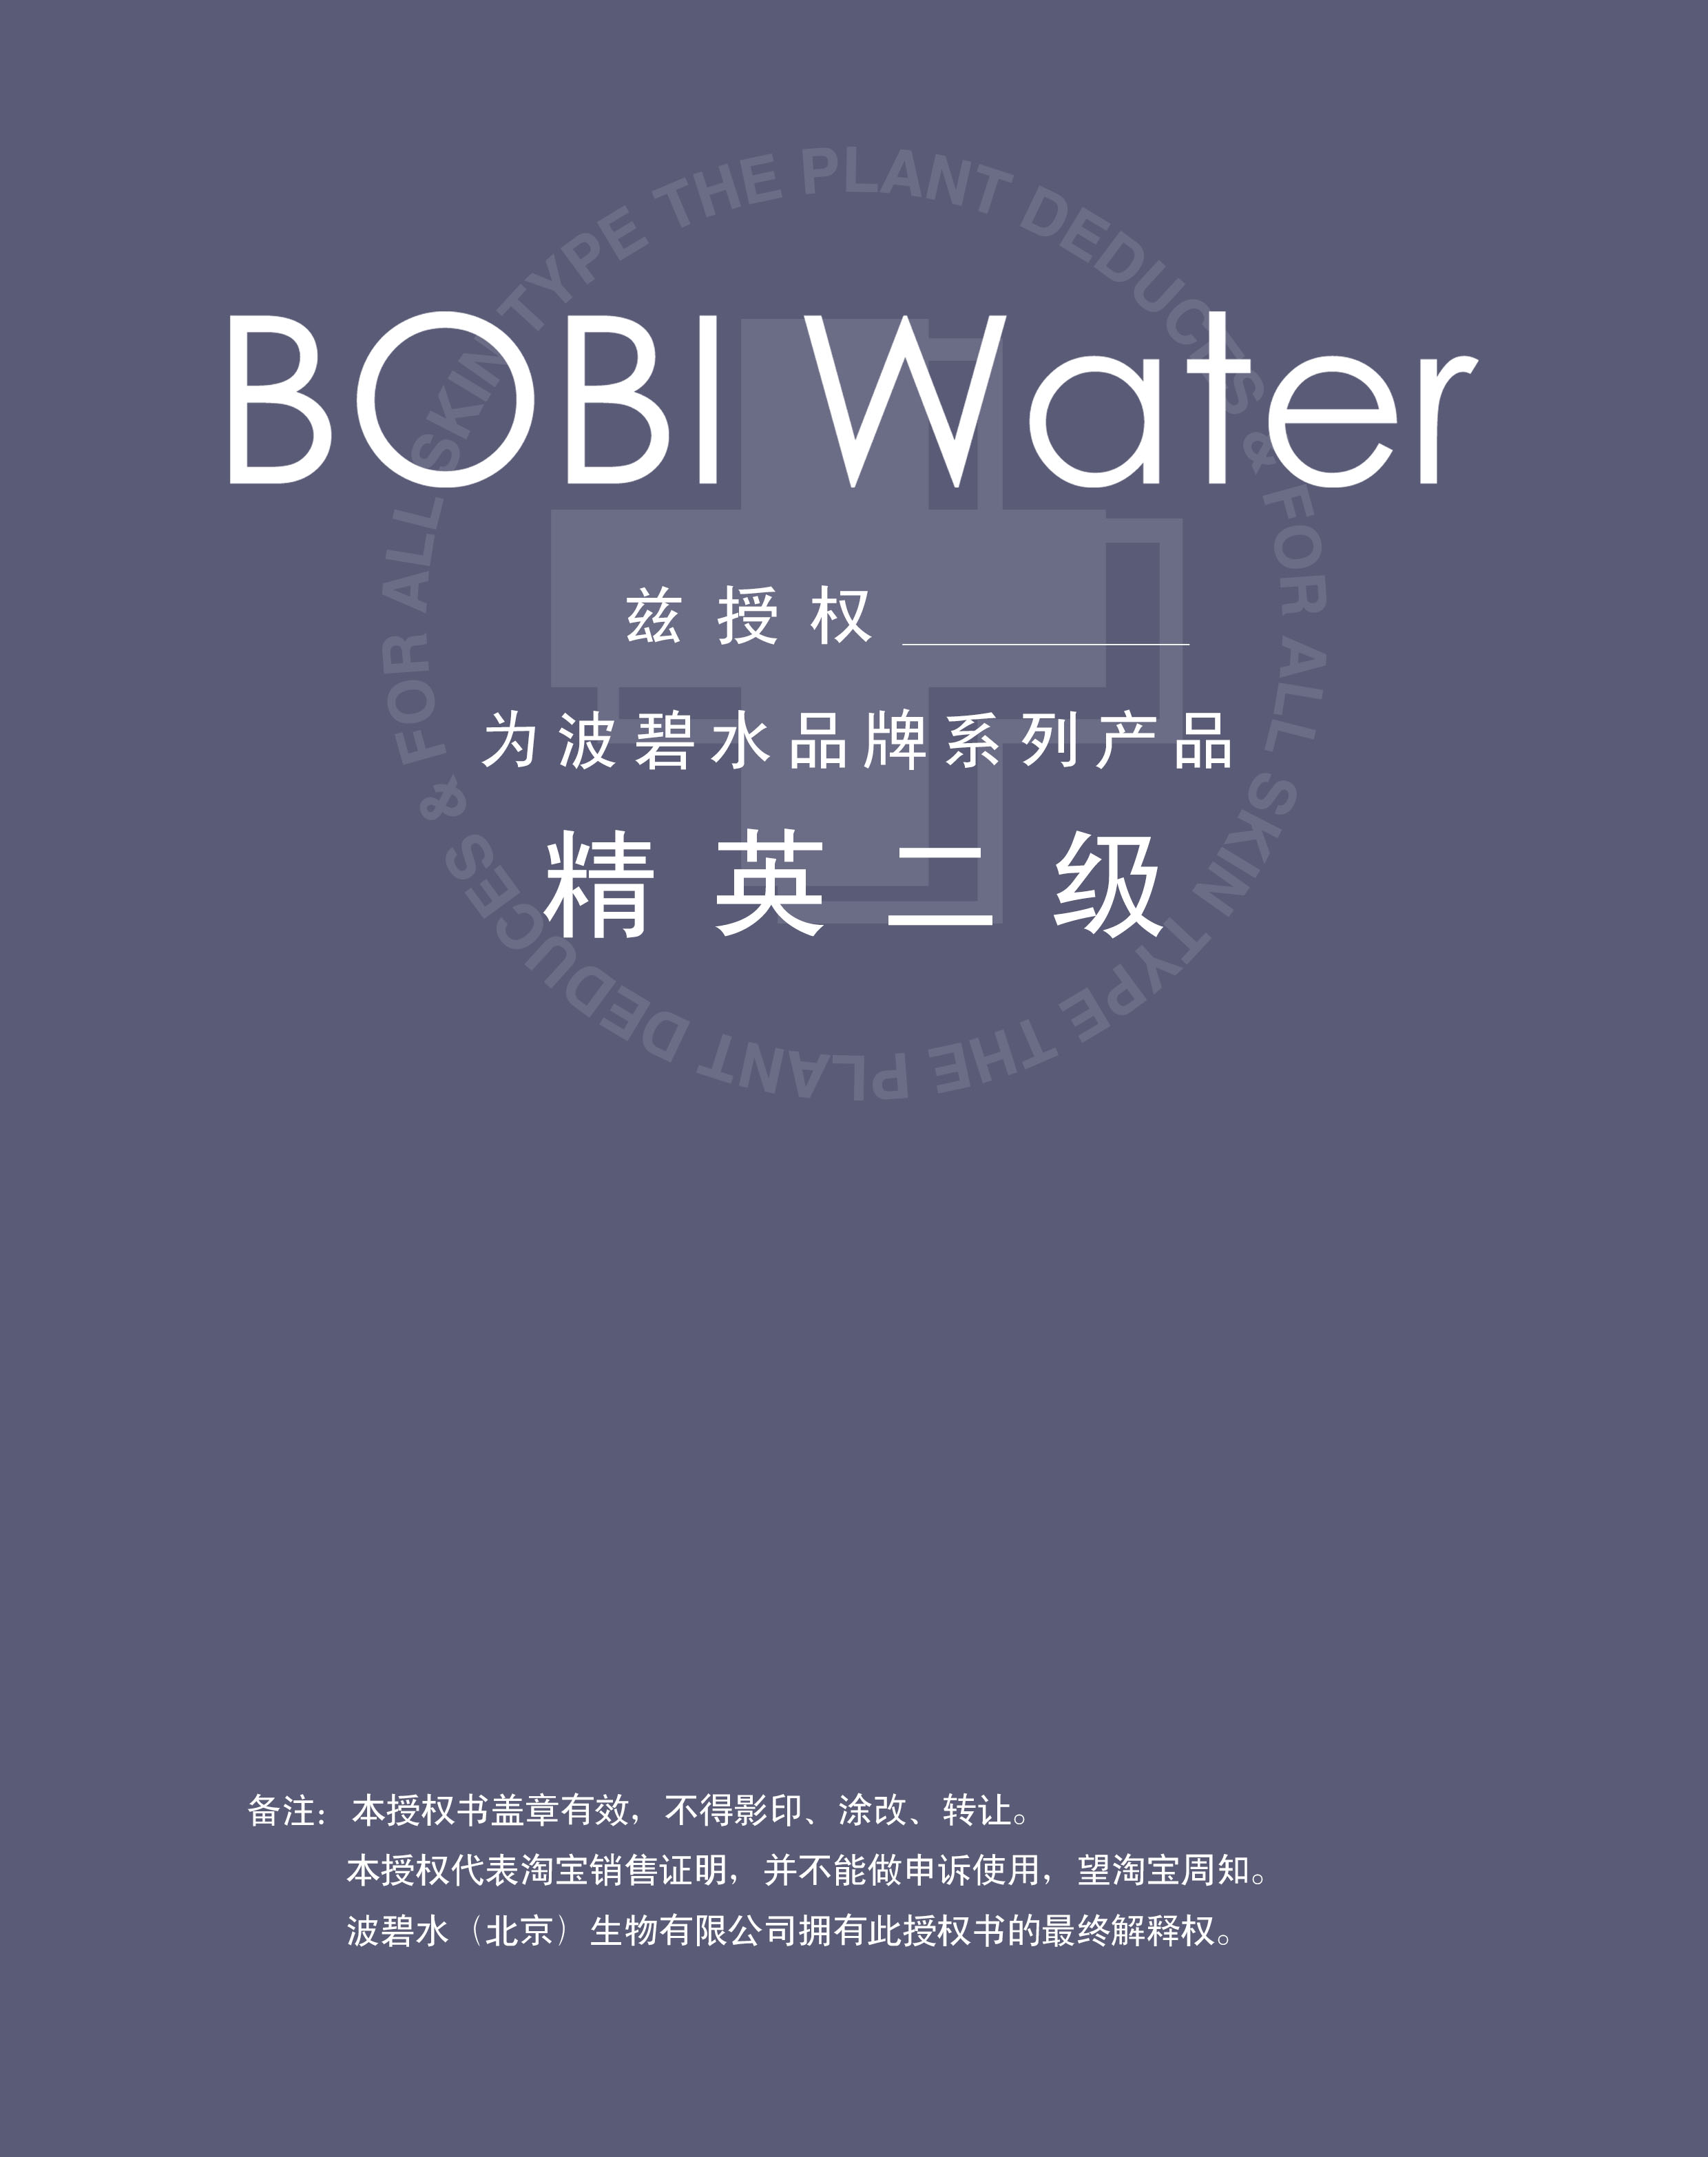 BOBI Water
兹授权
为波碧水品牌系列产品
精英二级
FOR ALL SKIN TYPE THE PLANT DEDUCES & FOR ALL SKIN TYPE THE PLANT DEDUCES &
备注：本授权书盖章有效，不得影印、涂改、转让。
本授权代表淘宝销售证明，并不能做申诉使用，望淘宝周知。
波碧水（北京）生物有限公司拥有此授权书的最终解释权。